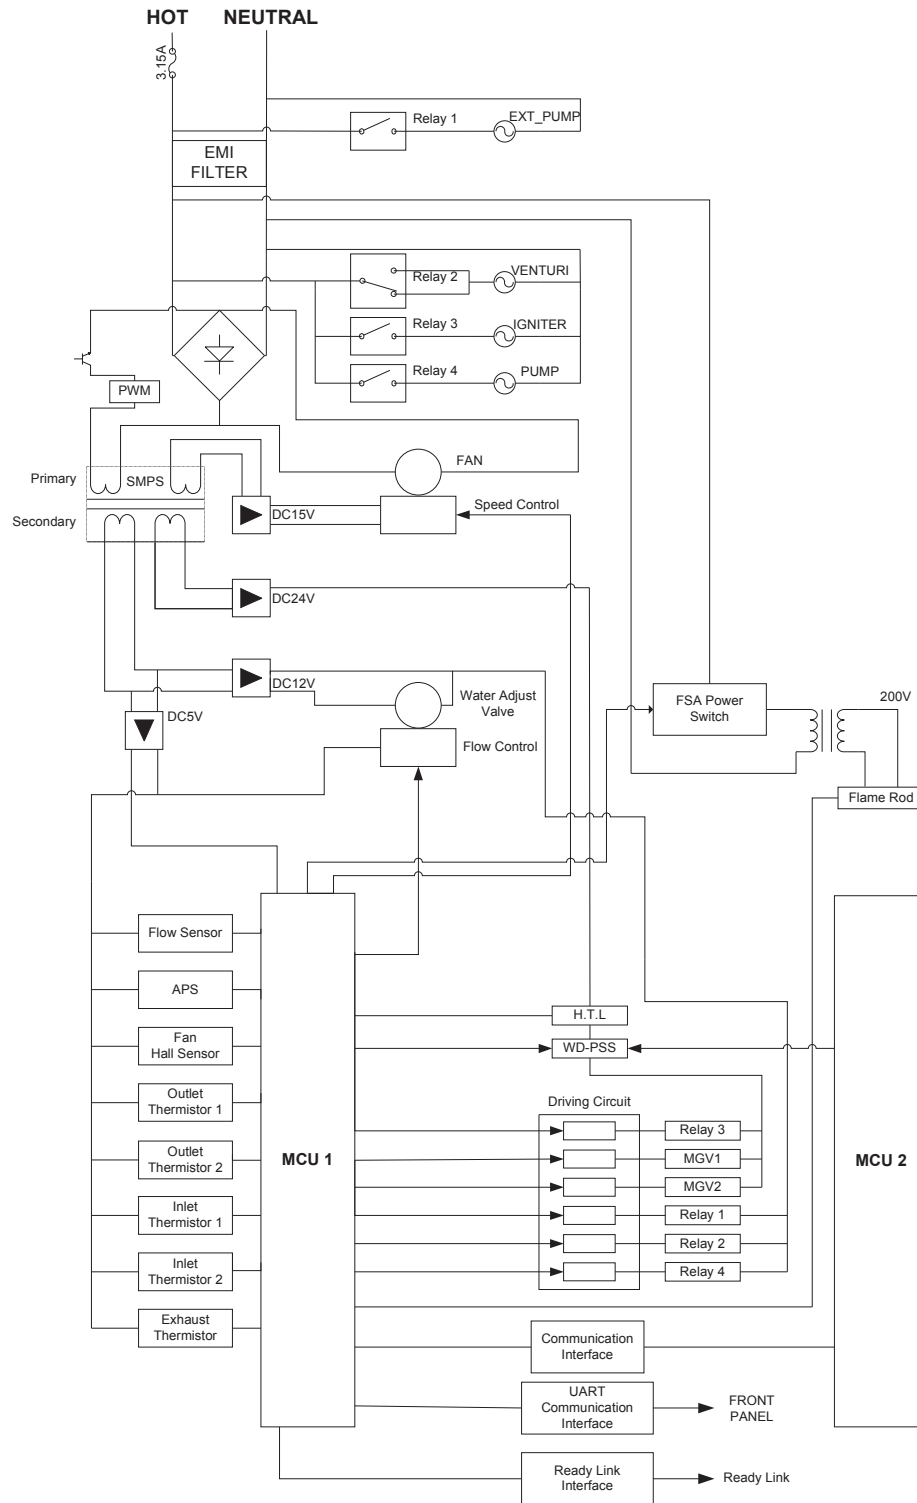 HOT NEUTRAL
3.15A
Relay 1
EXT_PUMP
EMI
FILTER
Relay 2
VENTURI
Relay 3
IGNITER
Relay 4
PUMP
PWM
FAN
Primary
SMPS
Secondary
DC15V
Speed Control
DC24V
DC12V
Water Adjust
Valve
FSA Power
Switch
200V
DC5V
Flow Control
Flame Rod
Flow Sensor
APS
Fan
Hall Sensor
Outlet
Thermistor 1
Outlet
Thermistor 2
Inlet
Thermistor 1
Inlet
Thermistor 2
Exhaust
Thermistor
MCU 1
H.T.L
WD-PSS
Driving Circuit
Relay 3
MGV1
MGV2
Relay 1
Relay 2
Relay 4
MCU 2
Communication
Interface
UART
Communication
Interface
FRONT
PANEL
Ready Link
Interface
Ready Link